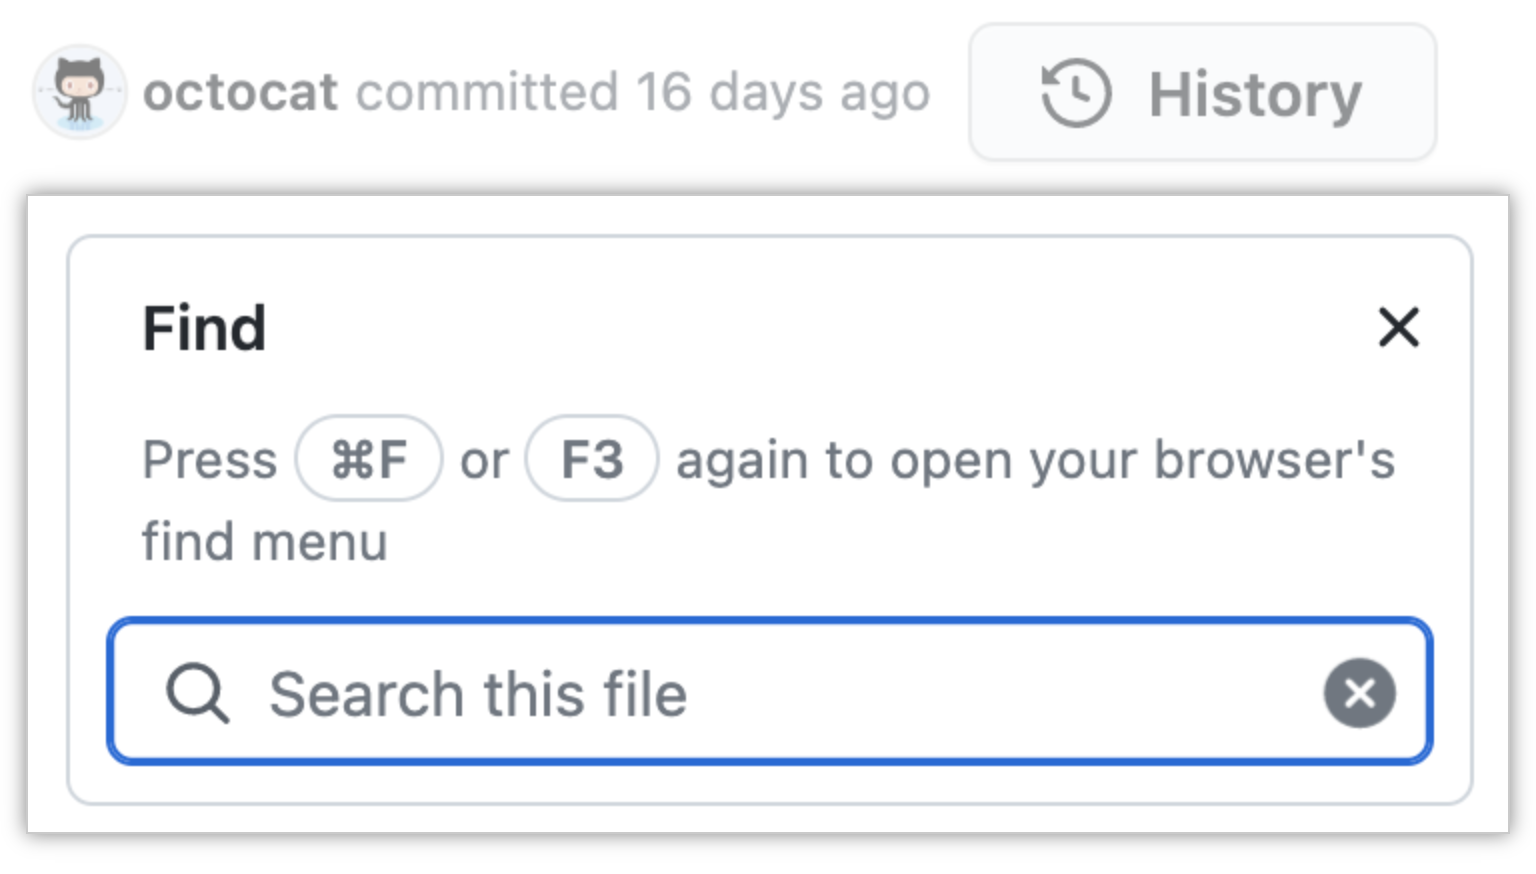 octocat committed 16 days ago History
Find
Press ⌘F or F3 again to open your browser's
find menu
Search this file